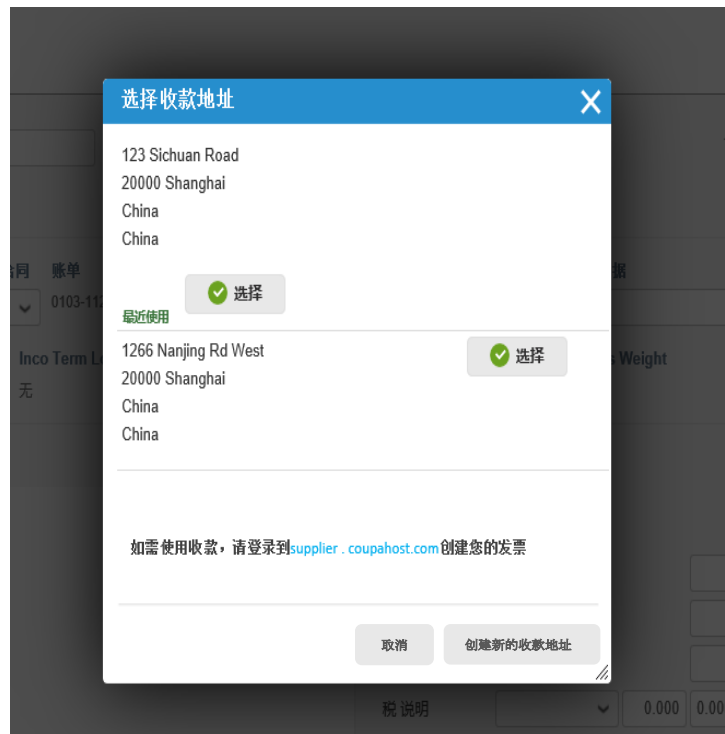 选择收款地址
123 Sichuan Road
20000 Shanghai
China
China
选择
最近使用
1266 Nanjing Rd West
选择
20000 Shanghai
China
China
如需使用收款，请登录到supplier . coupahost.com创建您的发票
取消
创建新的收款地址
账单
0103-112
Inco Term L
Weight
无
税 说明
0.000
0.00